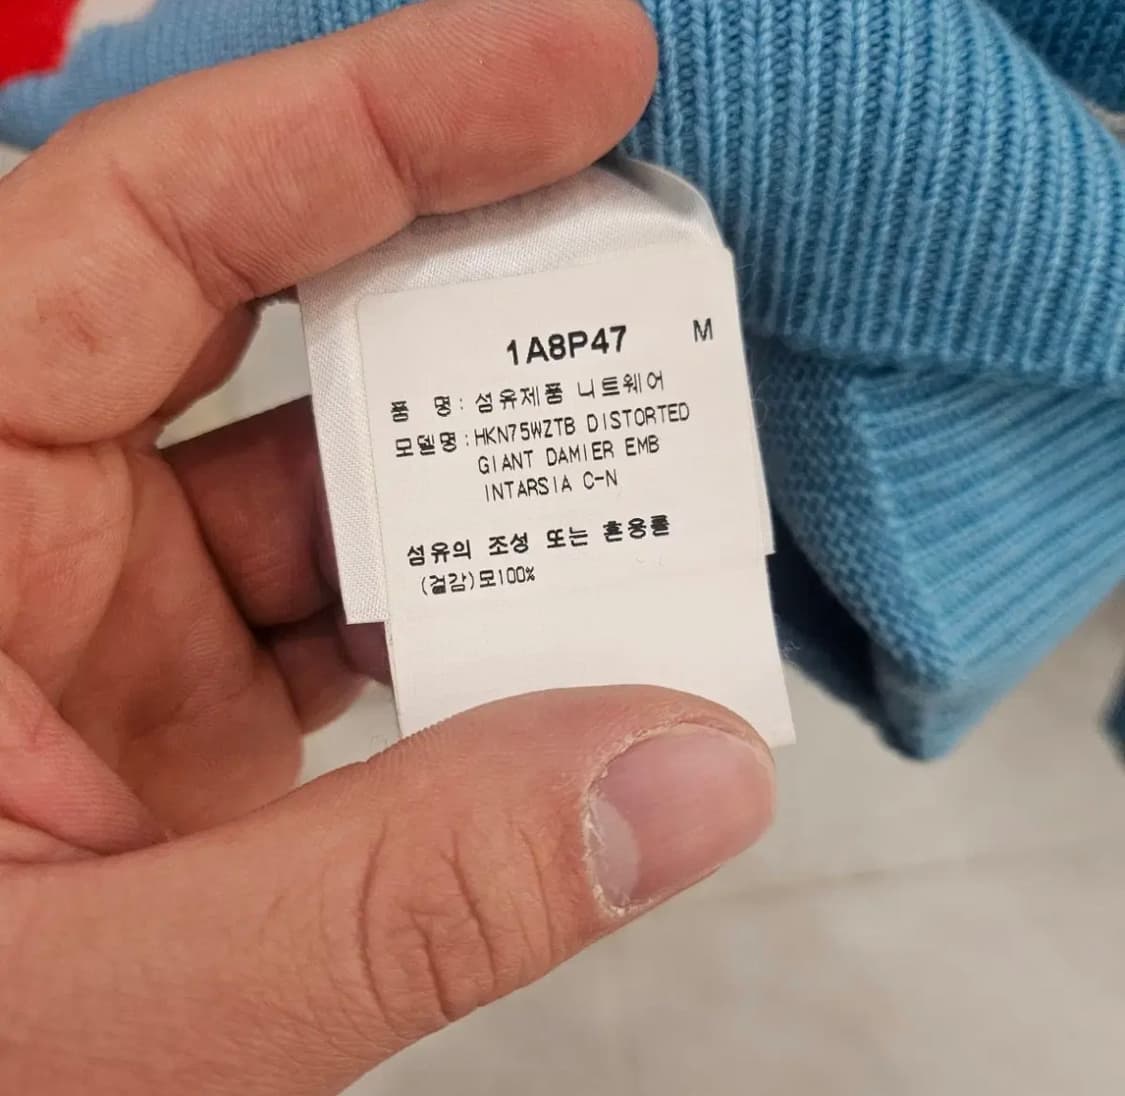 1A8P47 M
품 명: 섬유제품 니트웨어
모델명:HKN75WZTB DISTORTED
GIANT DAMIER EMB
INTARSIA C-N
섬유의 조성 또는 혼용률
(겉감)모100%